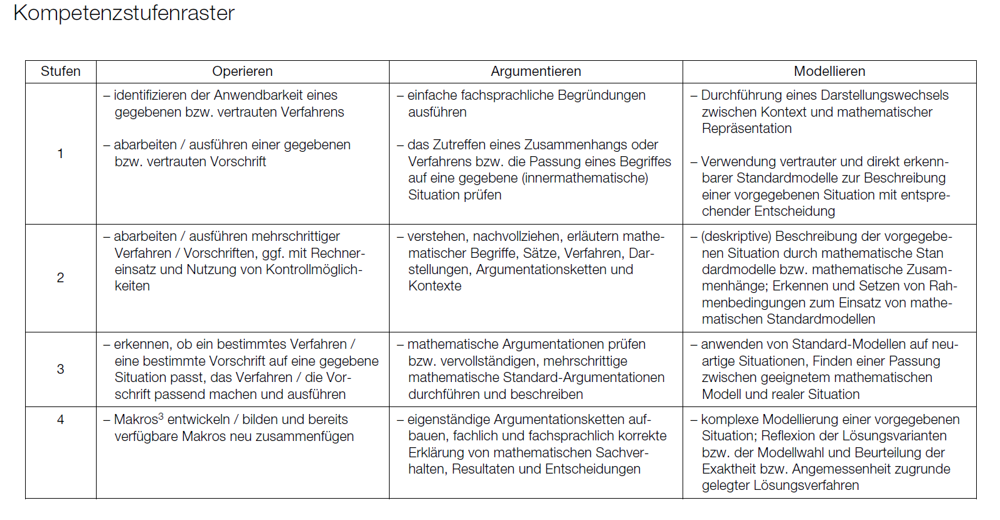 Kompetenzstufenraster
Stufen
Operieren
Argumentieren
Modellieren
1
– identifizieren der Anwendbarkeit eines
gegebenen bzw. vertrauten Verfahrens
– abarbeiten / ausführen einer gegebenen
bzw. vertrauten Vorschrift
– einfache fachsprachliche Begründungen
ausführen
– das Zutreffen eines Zusammenhangs oder
Verfahrens bzw. die Passung eines Begriffes
auf eine gegebene (innermathematische)
Situation prüfen
– Durchführung eines Darstellungswechsels
zwischen Kontext und mathematischer
Repräsentation
– Verwendung vertrauter und direkt erkenn-
barer Standardmodelle zur Beschreibung
einer vorgegebenen Situation mit entspre-
chender Entscheidung
2
– abarbeiten / ausführen mehrschrittiger
Verfahren / Vorschriften, ggf. mit Rechner-
einsatz und Nutzung von Kontrollmöglich-
keiten
– verstehen, nachvollziehen, erläutern mathe-
matischer Begriffe, Sätze, Verfahren, Dar-
stellungen, Argumentationsketten und
Kontexte
– (deskriptive) Beschreibung der vorgegebe-
nen Situation durch mathematische Stan
dardmodelle bzw. mathematische Zusam-
menhänge; Erkennen und Setzen von Rah-
menbedingungen zum Einsatz von mathe-
matischen Standardmodellen
3
– erkennen, ob ein bestimmtes Verfahren /
eine bestimmte Vorschrift auf eine gegebene
Situation passt, das Verfahren / die Vor-
schrift passend machen und ausführen
– mathematische Argumentationen prüfen
bzw. vervollständigen, mehrschrittige
mathematische Standard-Argumentationen
durchführen und beschreiben
– anwenden von Standard-Modellen auf neu-
artige Situationen, Finden einer Passung
zwischen geeignetem mathematischen
Modell und realer Situation
4
– Makros³ entwickeln / bilden und bereits
verfügbare Makros neu zusammenfügen
– eigenständige Argumentationsketten auf-
bauen, fachlich und fachsprachlich korrekte
Erklärung von mathematischen Sachver-
halten, Resultaten und Entscheidungen
– komplexe Modellierung einer vorgegebenen
Situation; Reflexion der Lösungsvarianten
bzw. der Modellwahl und Beurteilung der
Exaktheit bzw. Angemessenheit zugrunde
gelegter Lösungsverfahren